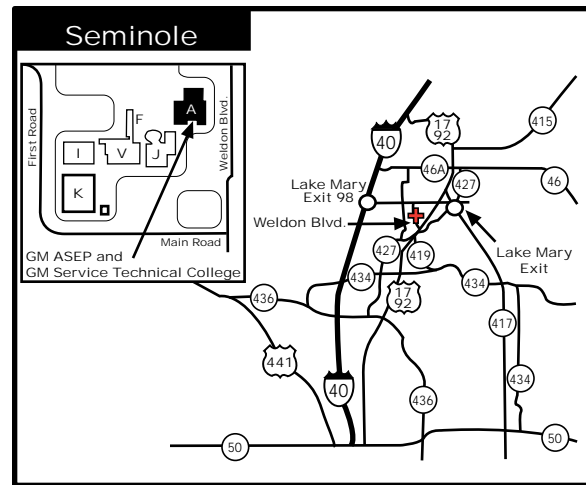 Seminole
First Road
F
A
Weldon Blvd.
I
V
J
K
Main Road
GM ASEP and
GM Service Technical College
17
92
415
40
46A
427
46
Lake Mary
Exit 98
Weldon Blvd.
Lake Mary
Exit
427
419
434
436
17
92
434
417
441
40
436
434
50
50